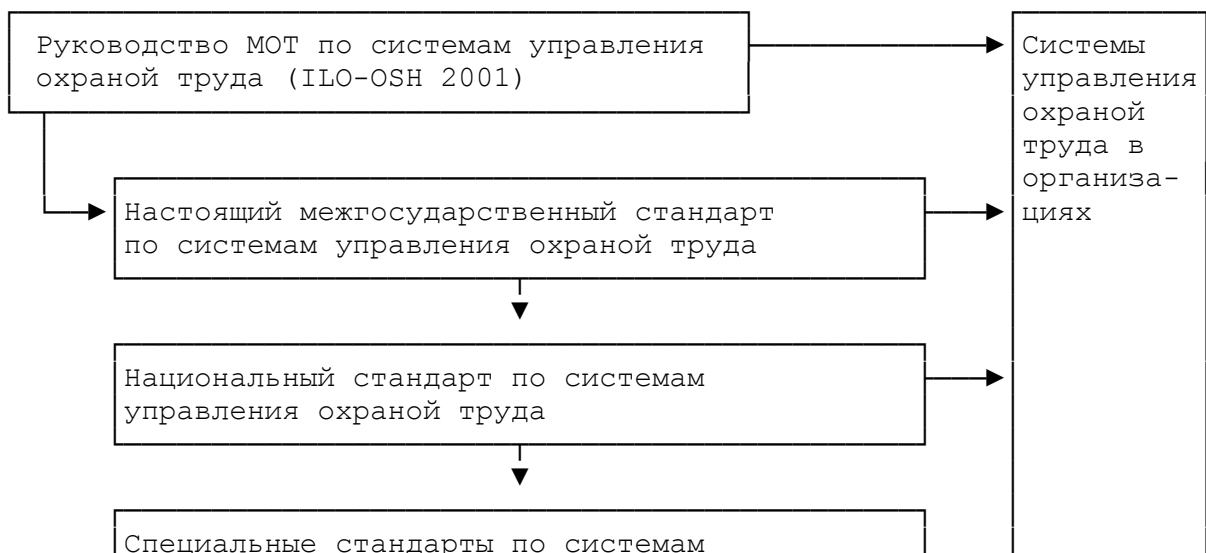 Руководство МОТ по системам управления
охраной труда (ILO-OSH 2001)
Системы
управления
охраной
труда в
организа-
циях
Настоящий межгосударственный стандарт
по системам управления охраной труда
Национальный стандарт по системам
управления охраной труда
Специальные стандарты по системам